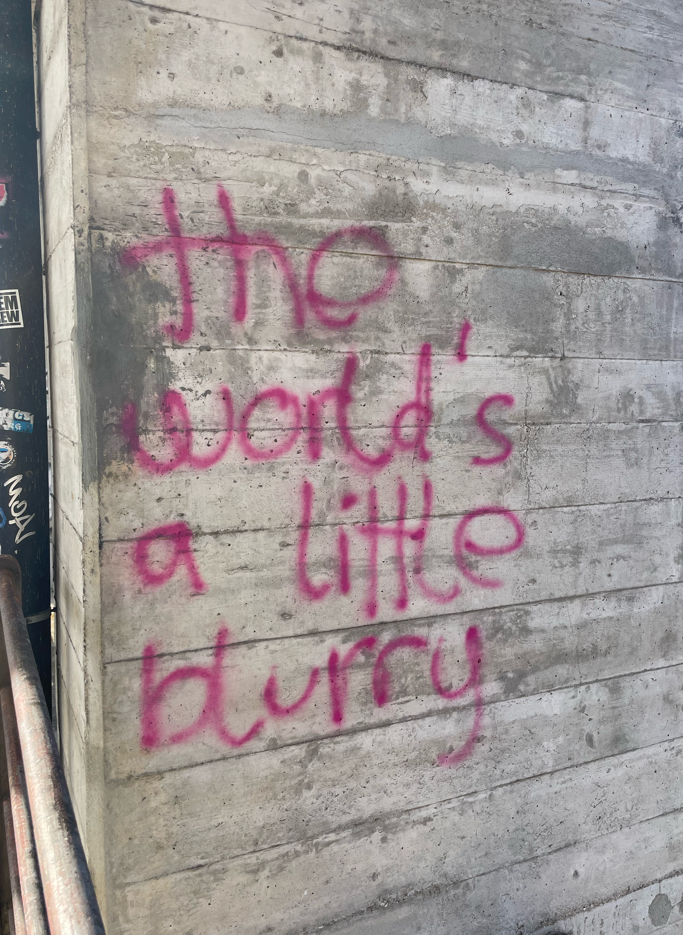 the
world's
a little
blurry